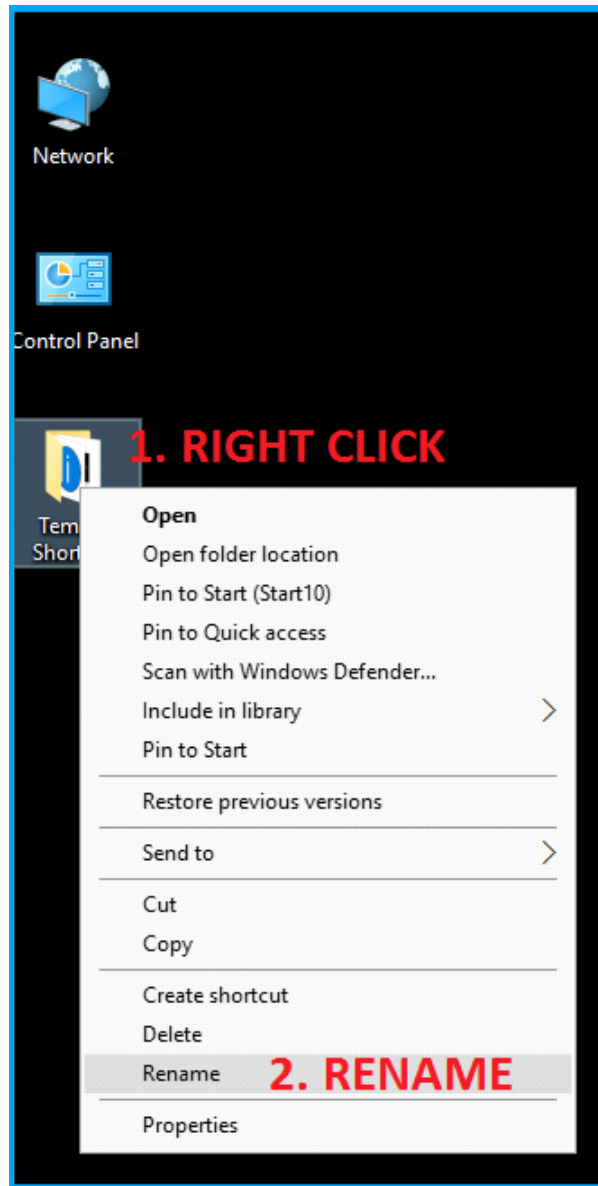 Network
Control Panel
1. RIGHT CLICK
Open
Open folder location
Pin to Start (Start10)
Pin to Quick access
Scan with Windows Defender...
Include in library
Pin to Start
Restore previous versions
Send to
Cut
Copy
Create shortcut
Delete
Rename 2. RENAME
Properties